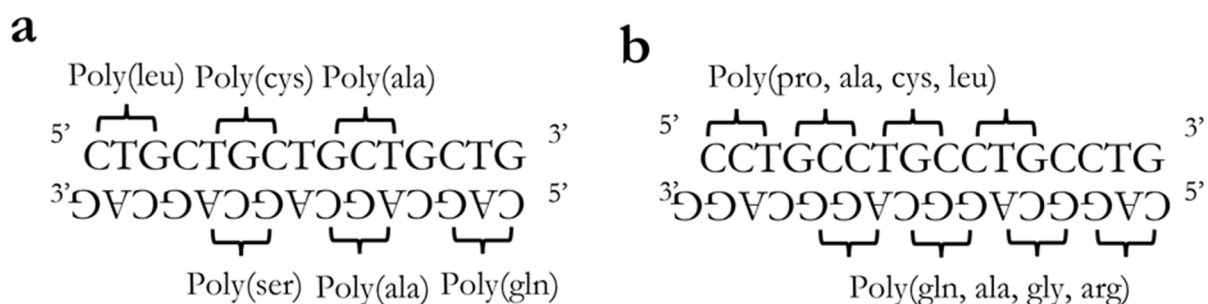 a
Poly(leu) Poly(cys) Poly(ala)
5’ CTGCTGCTGCTGCTG 3’
3’ GACGACGACGACGAC 5’
Poly(ser) Poly(ala) Poly(gln)
b
Poly(pro, ala, cys, leu)
5’ CCTGCCTGCCTGCCTG 3’
3’ GGACGGACGGACGGAC 5’
Poly(gln, ala, gly, arg)